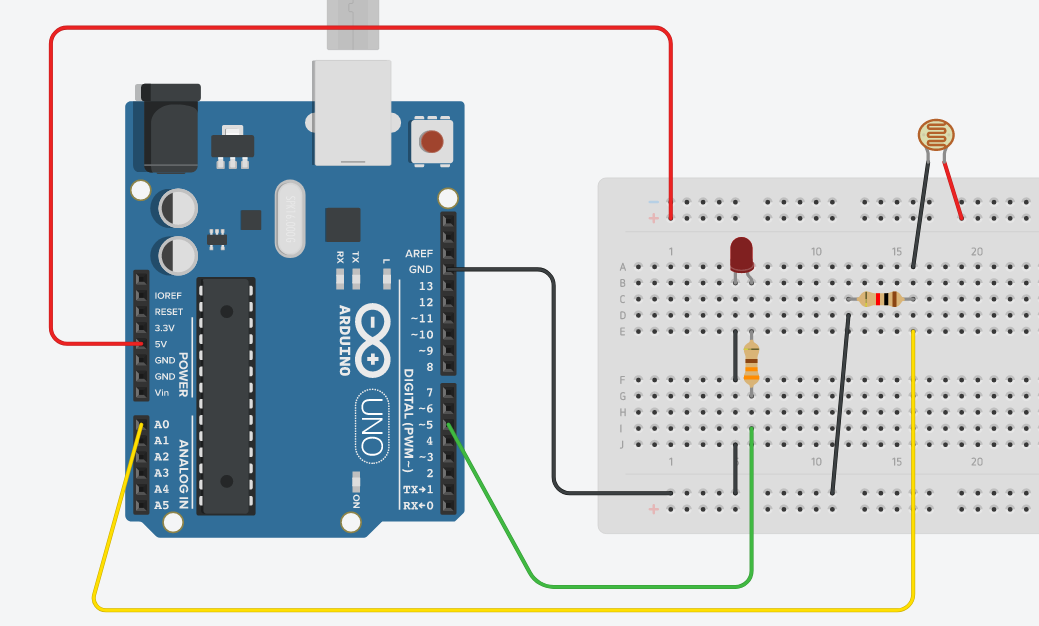 AREF
GND
13
12
~11
~10
~9
8
7
~6
~5
4
~3
2
TX→1
RX←0
DIGITAL (PWM~)
IOREF
RESET
3.3V
5V
GND
GND
Vin
POWER
A0
A1
A2
A3
A4
A5
ANALOG IN
RX
TX
L
ARDUINO
UNO
ON
− +
1 10 15 20
A
B
C
D
E
F
G
H
I
J
1 10 15 20
+